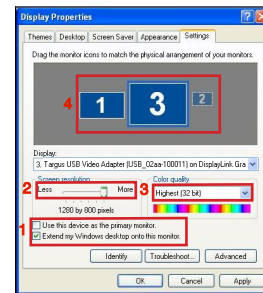 Display Properties
Themes Desktop Screen Saver Appearance Settings
Drag the monitor icons to match the physical arrangement of your monitors.
4 1 3 2
Display:
3. Targus USB Video Adapter (USB_02aa-100011) on DisplayLink Gra
Screen resolution Color quality
2 Less More 3 Highest (32 bit)
1280 by 800 pixels
1 Use this device as the primary monitor.
Extend my Windows desktop onto this monitor.
Identify Troubleshoot... Advanced
OK Cancel Apply